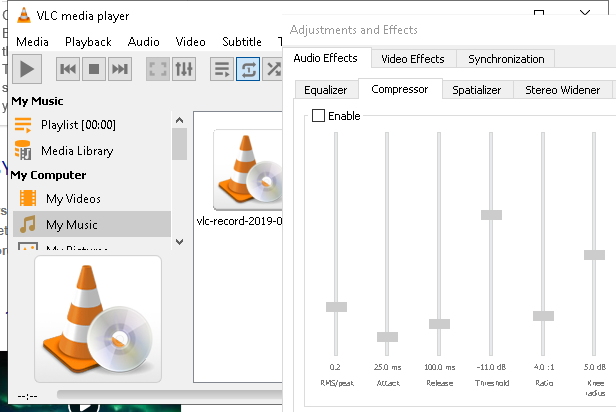 VLC media player
Media Playback Audio Video Subtitle T
My Music
Playlist [00:00]
Media Library
My Computer
My Videos
My Music
My Pictures
vlc-record-2019-0
--:--
Adjustments and Effects
Audio Effects Video Effects Synchronization
Equalizer Compressor Spatializer Stereo Widener
Enable
0.2 25.0 ms 100.0 ms -11.0 dB 4.0 :1 5.0 dB
RMS/peak Attack Release Threshold Ratio Knee
radius